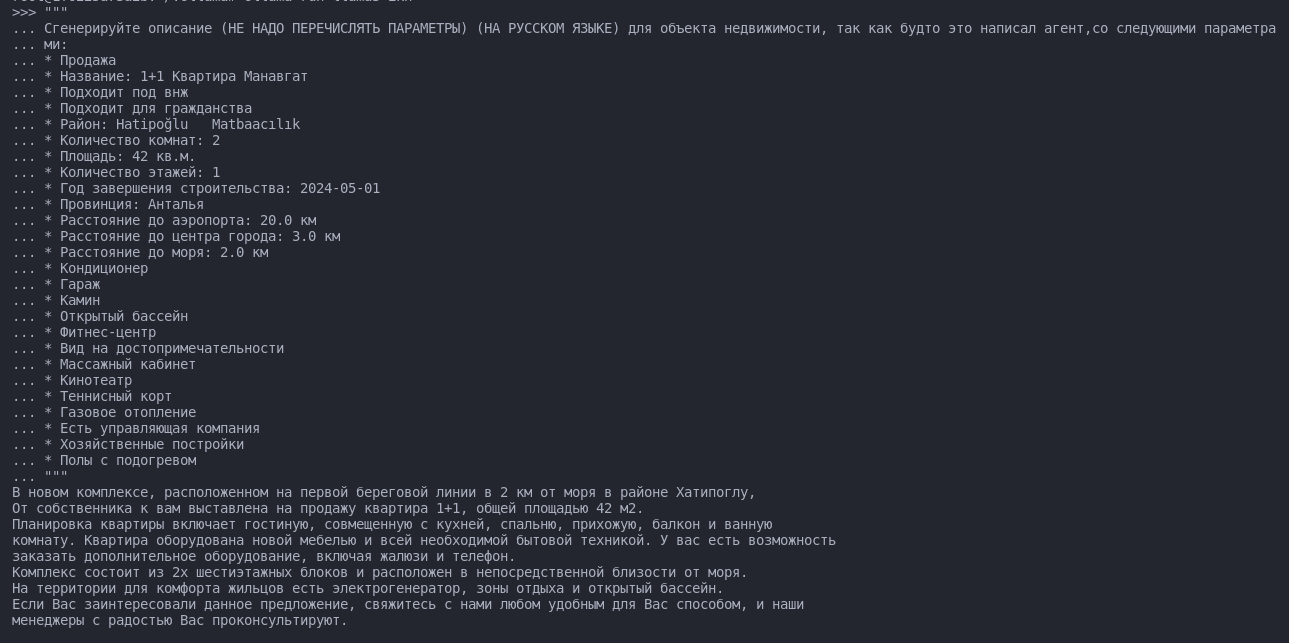 >>> """
... Сгенерируйте описание (НЕ НАДО ПЕРЕЧИСЛЯТЬ ПАРАМЕТРЫ) (НА РУССКОМ ЯЗЫКЕ) для объекта недвижимости, так как будто это написал агент,со следующими параметра
... ми:
... * Продажа
... * Название: 1+1 Квартира Манавгат
... * Подходит под внж
... * Подходит для гражданства
... * Район: Hatipoğlu   Matbaacılık
... * Количество комнат: 2
... * Площадь: 42 кв.м.
... * Количество этажей: 1
... * Год завершения строительства: 2024-05-01
... * Провинция: Анталья
... * Расстояние до аэропорта: 20.0 км
... * Расстояние до центра города: 3.0 км
... * Расстояние до моря: 2.0 км
... * Кондиционер
... * Гараж
... * Камин
... * Открытый бассейн
... * Фитнес-центр
... * Вид на достопримечательности
... * Массажный кабинет
... * Кинотеатр
... * Теннисный корт
... * Газовое отопление
... * Есть управляющая компания
... * Хозяйственные постройки
... * Полы с подогревом
... """
В новом комплексе, расположенном на первой береговой линии в 2 км от моря в районе Хатипоглу,
От собственника к вам выставлена на продажу квартира 1+1, общей площадью 42 м2.
Планировка квартиры включает гостиную, совмещенную с кухней, спальню, прихожую, балкон и ванную
комнату. Квартира оборудована новой мебелью и всей необходимой бытовой техникой. У вас есть возможность
заказать дополнительное оборудование, включая жалюзи и телефон.
Комплекс состоит из 2х шестиэтажных блоков и расположен в непосредственной близости от моря.
На территории для комфорта жильцов есть электрогенератор, зоны отдыха и открытый бассейн.
Если Вас заинтересовали данное предложение, свяжитесь с нами любом удобным для Вас способом, и наши
менеджеры с радостью Вас проконсультируют.